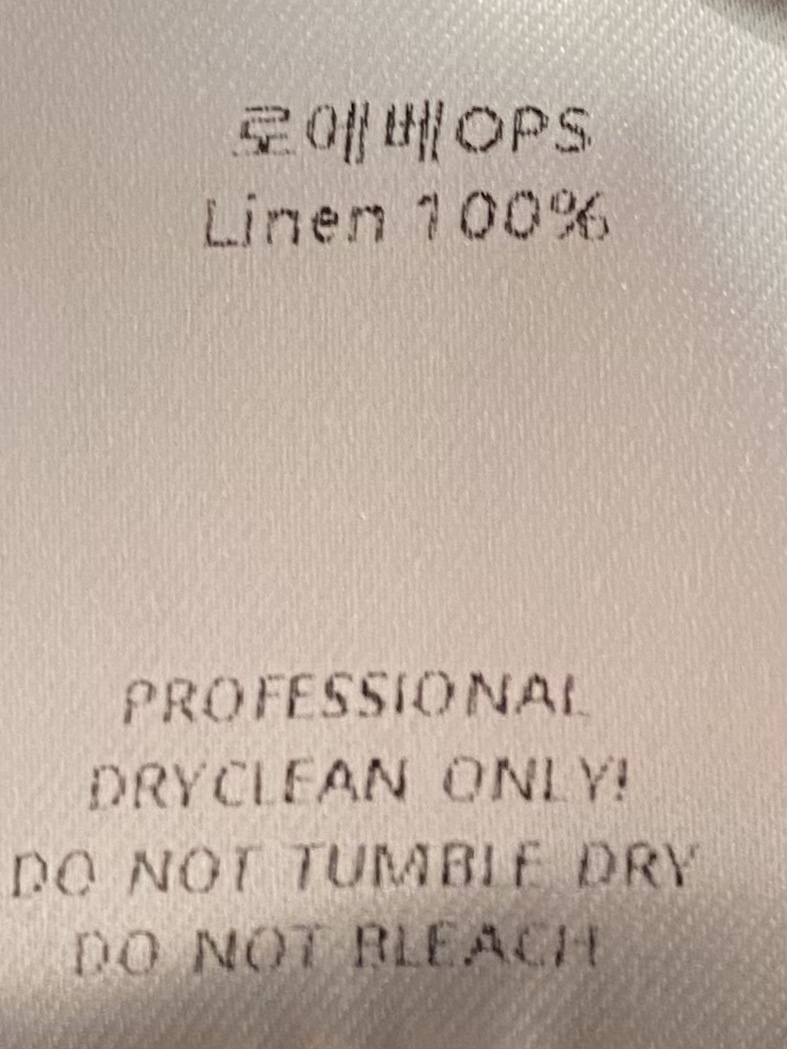 로에베OPS
Linen 100%
PROFESSIONAL
DRYCLEAN ONLY!
DO NOT TUMBLE DRY
DO NOT BLEACH